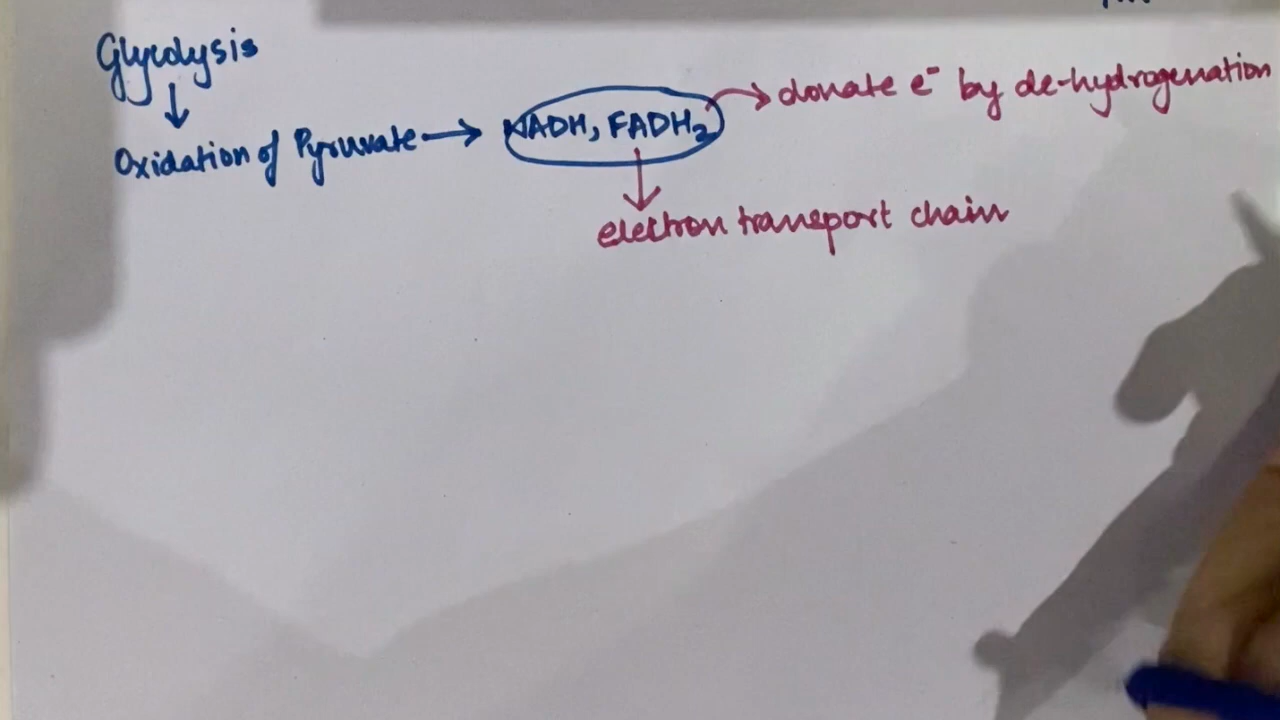 Glycolysis
↓
Oxidation of Pyruvate → NADH, FADH₂ → donate e⁻ by de-hydrogenation
↓
electron transport chain